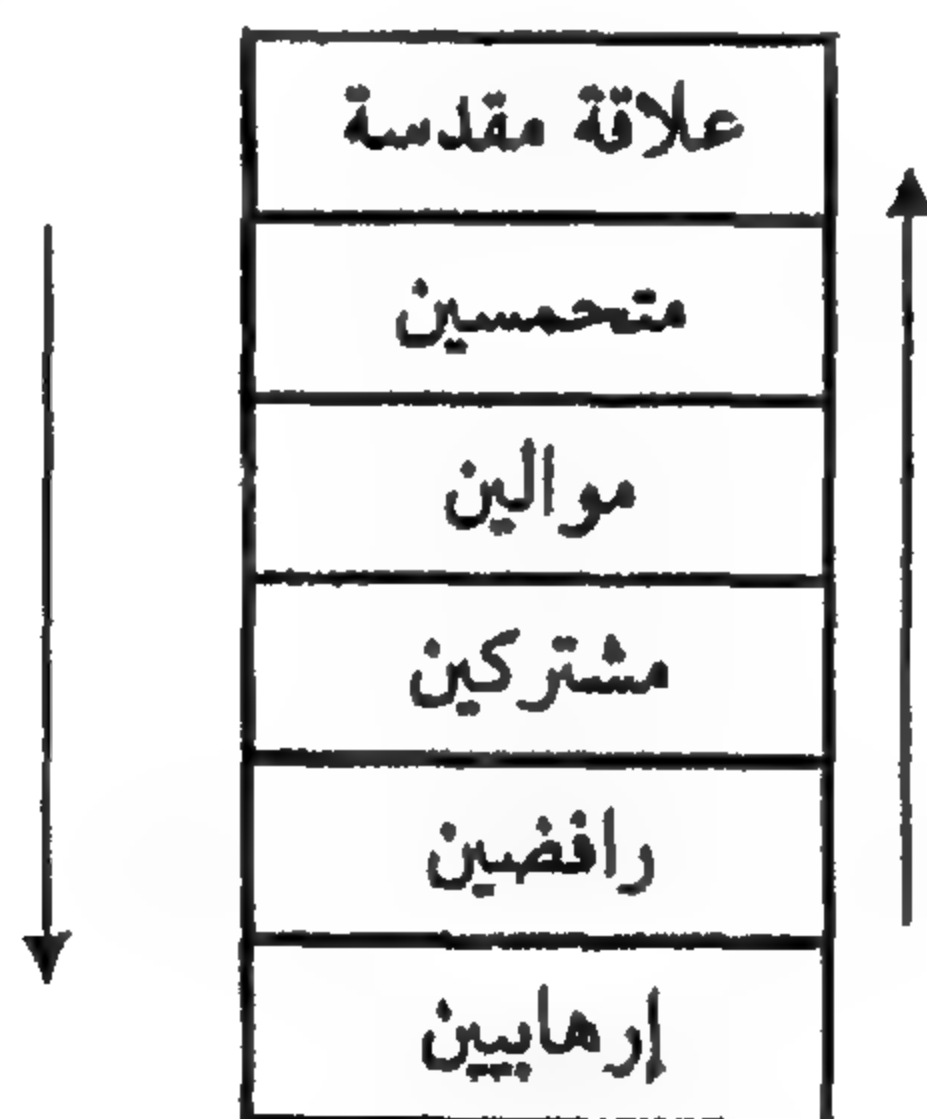 علاقة مقدسة
متحمسين
موالين
مشتركين
رافضين
إرهابيين